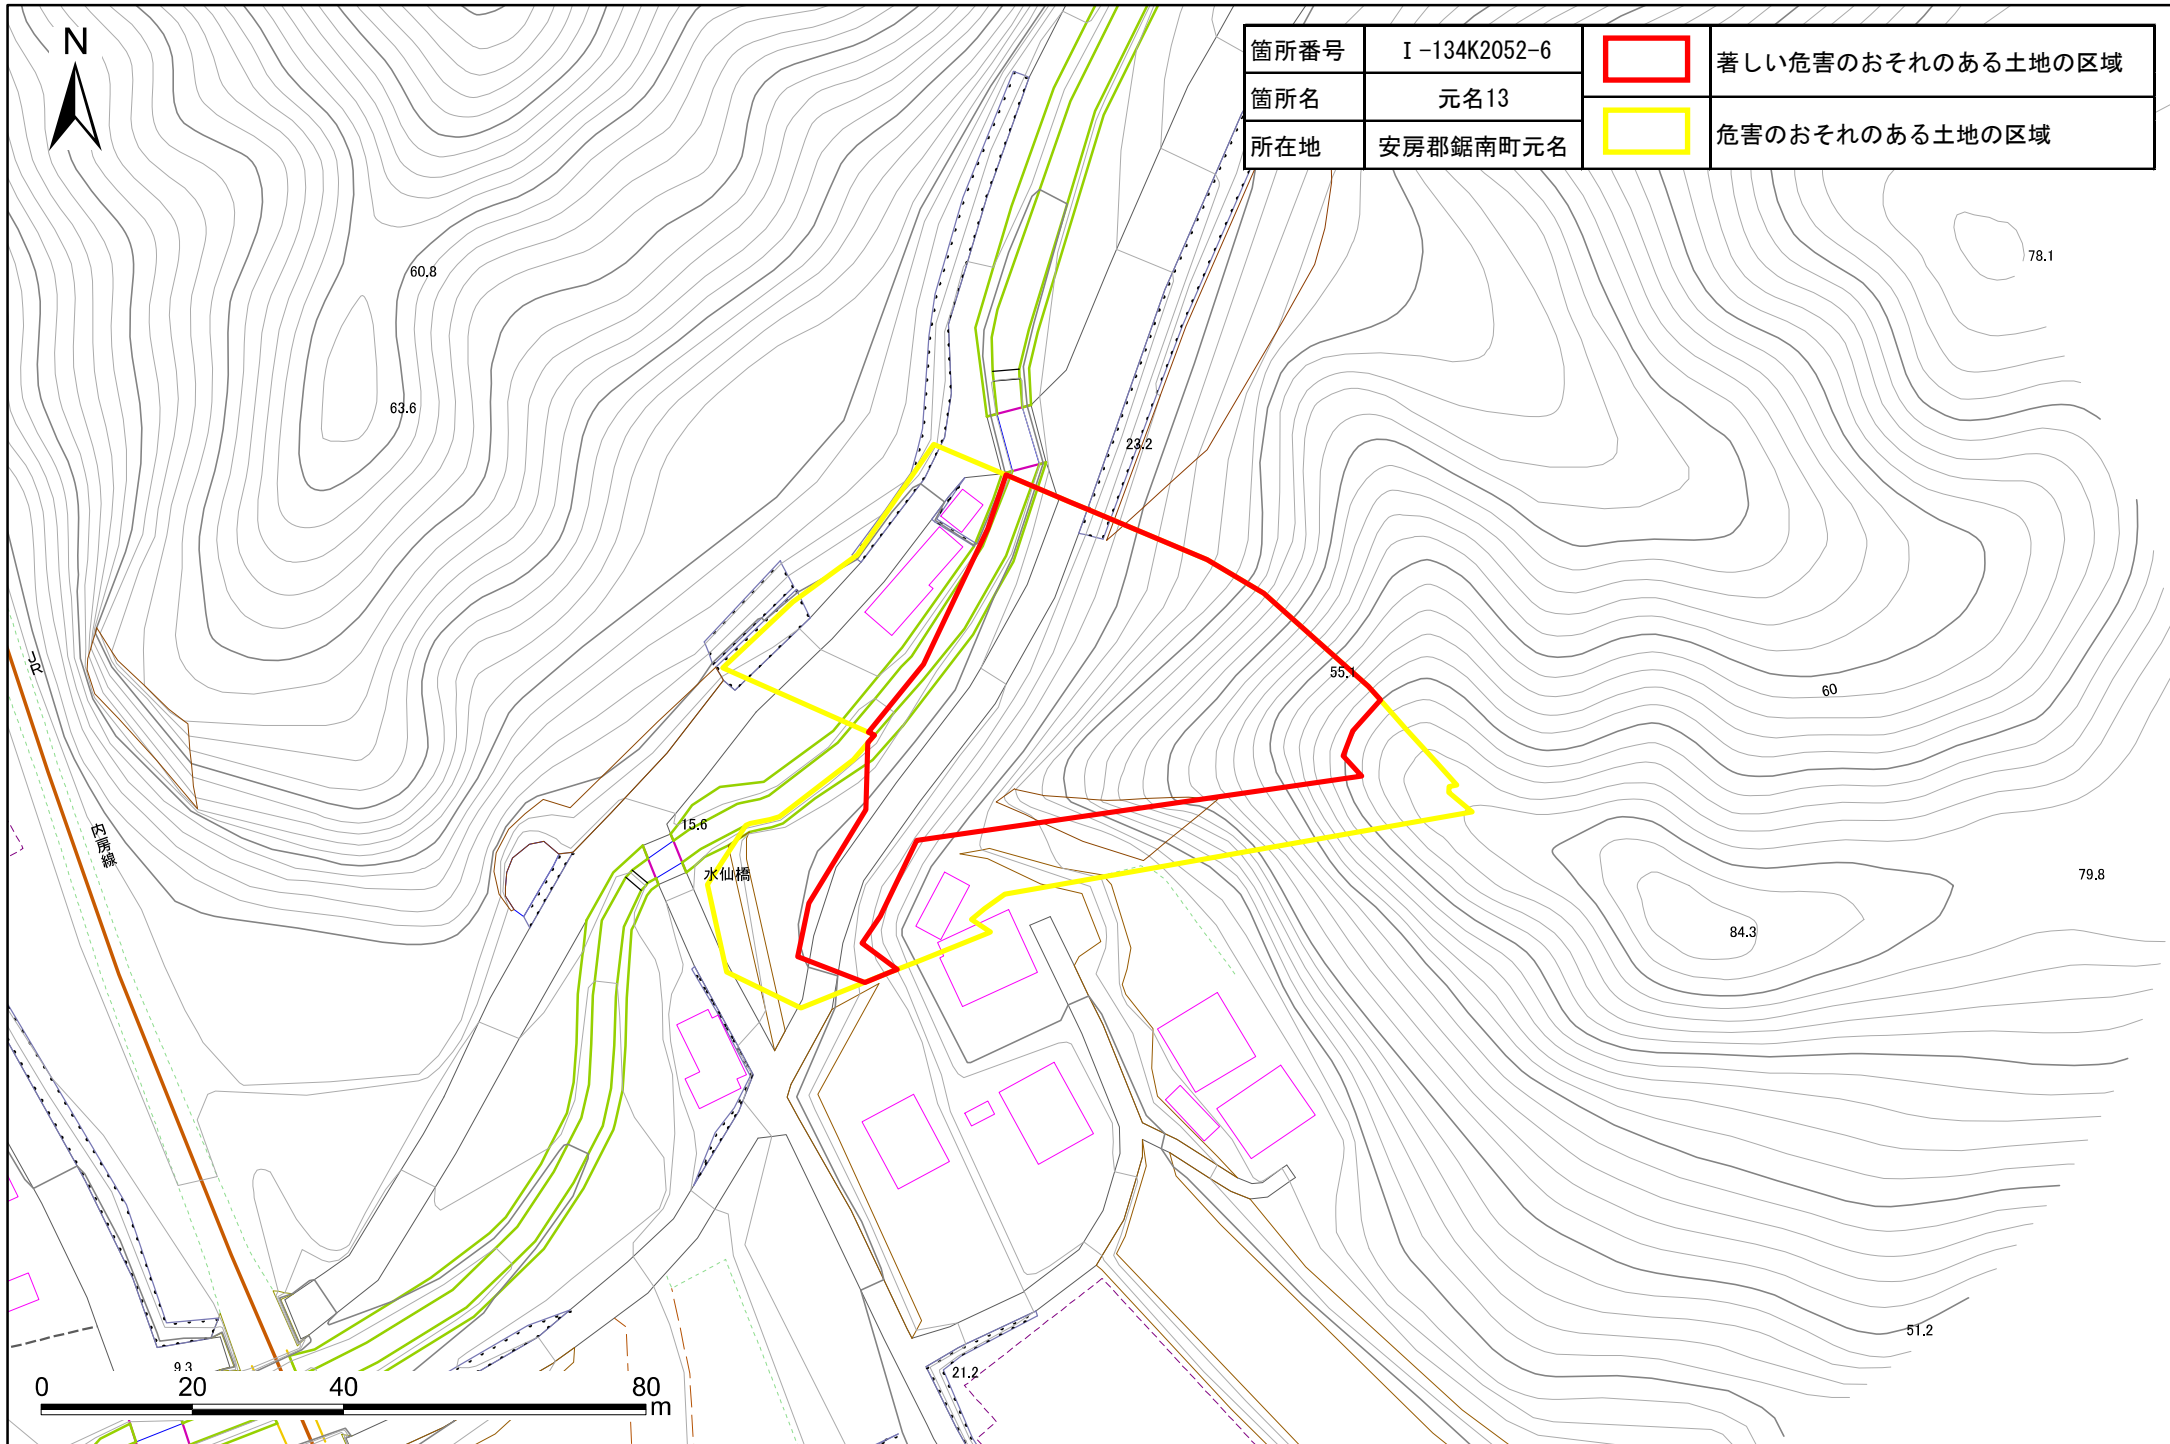 N
箇所番号 Ⅰ-134K2052-6
箇所名 元名13
所在地 安房郡鋸南町元名
著しい危害のおそれのある土地の区域
危害のおそれのある土地の区域
78.1
60.8
63.6
23.2
JR
55.1
60
15.6
内房線
水仙橋
79.8
84.3
51.2
9.3
21.2
0 20 40 80
m